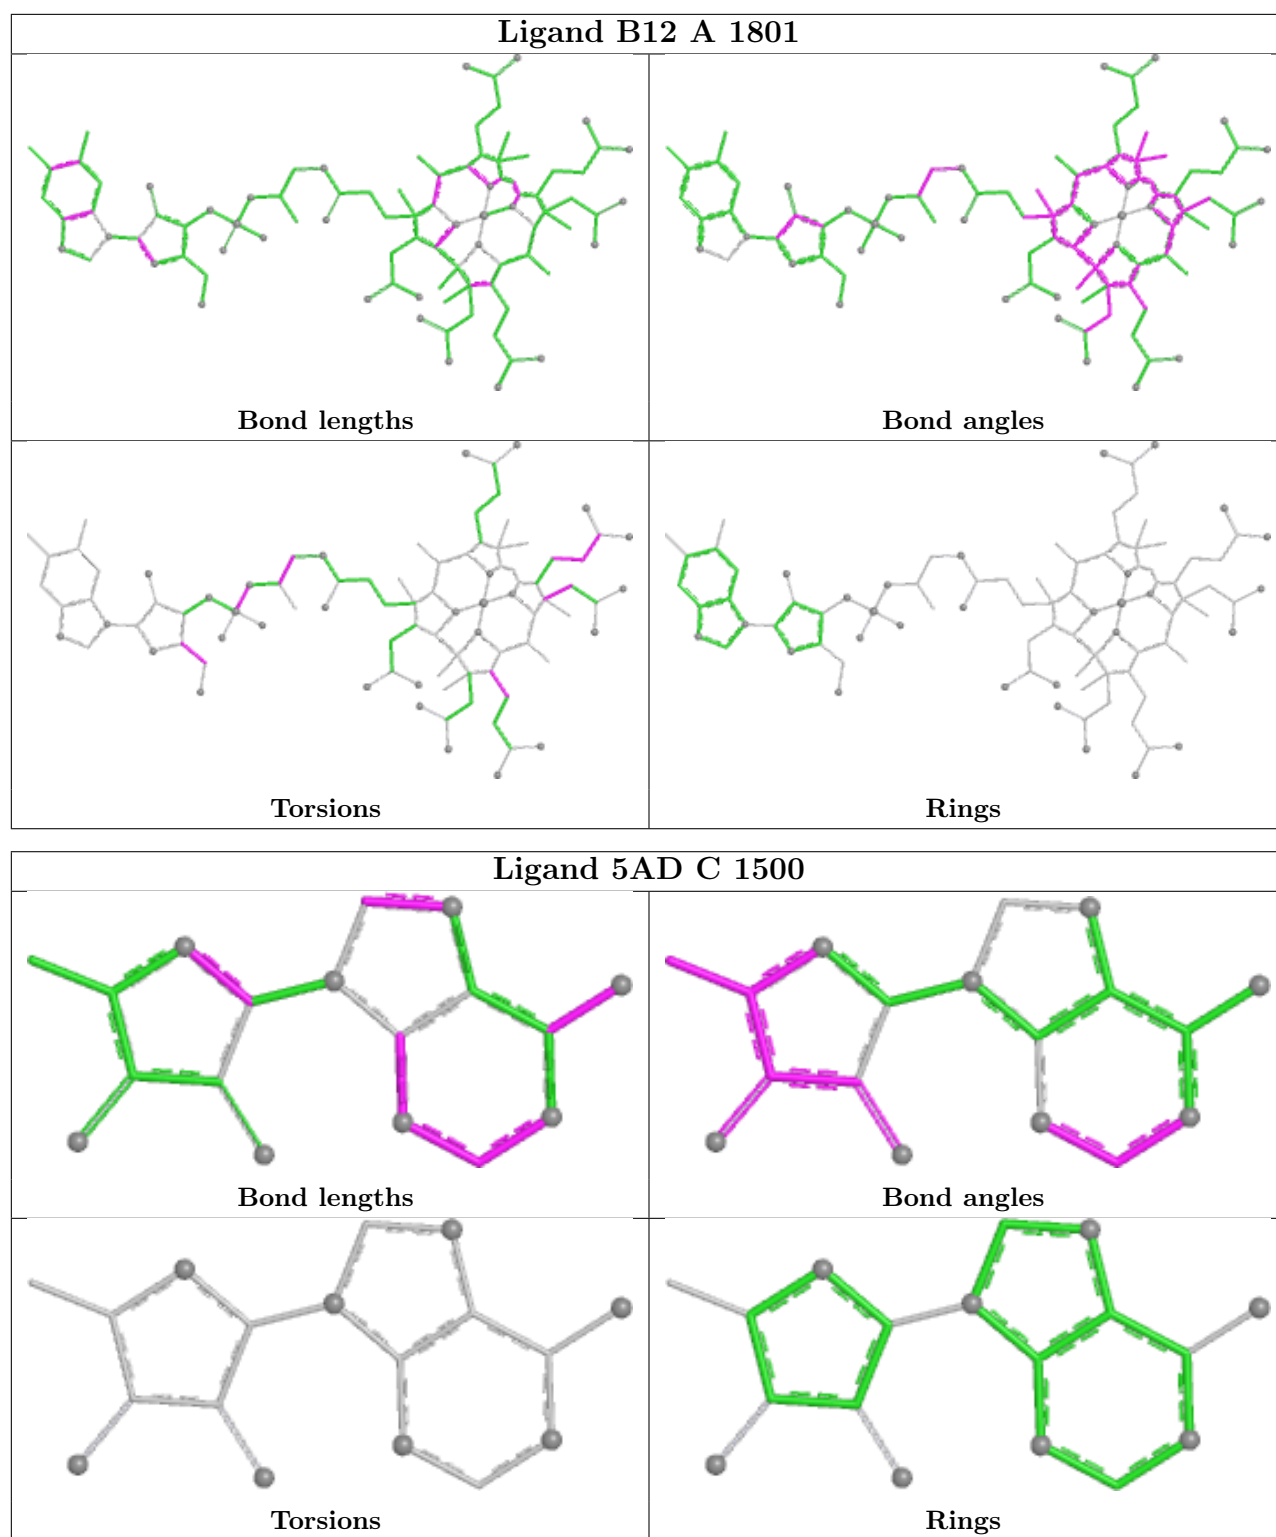 Ligand B12 A 1801
Bond lengths
Bond angles
Torsions
Rings
Ligand 5AD C 1500
Bond lengths
Bond angles
Torsions
Rings